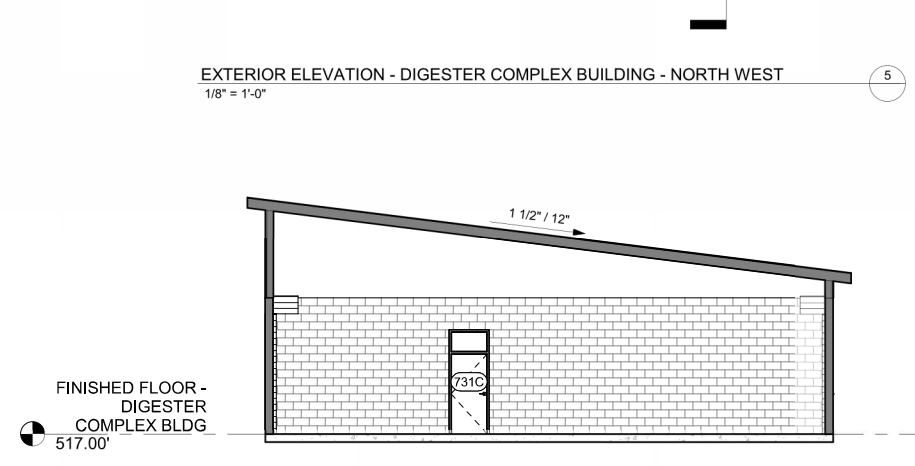 EXTERIOR ELEVATION - DIGESTER COMPLEX BUILDING - NORTH WEST
5
1/8" = 1'-0"
1 1/2" / 12"
731C
FINISHED FLOOR -
DIGESTER
COMPLEX BLDG
517.00'